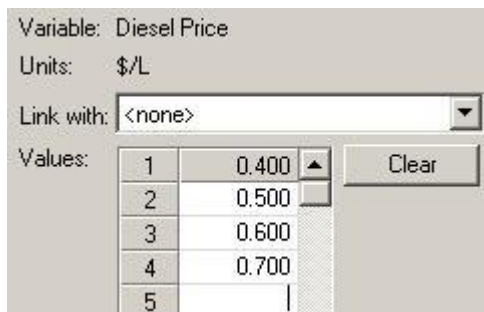 Variable: Diesel Price
Units: $/L
Link with: <none>
Values: 1 0.400 Clear
2 0.500
3 0.600
4 0.700
5